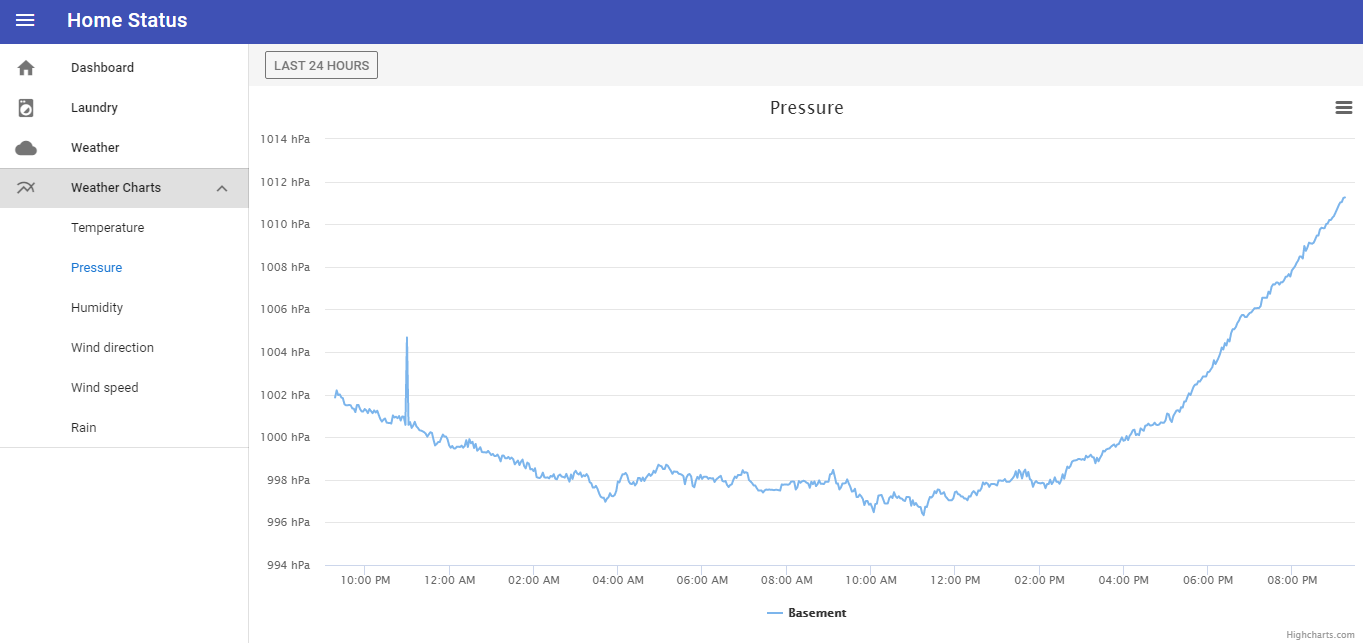 Home Status
Dashboard
Laundry
Weather
Weather Charts
Temperature
Pressure
Humidity
Wind direction
Wind speed
Rain
LAST 24 HOURS
Pressure
1014 hPa
1012 hPa
1010 hPa
1008 hPa
1006 hPa
1004 hPa
1002 hPa
1000 hPa
998 hPa
996 hPa
994 hPa
10:00 PM 12:00 AM 02:00 AM 04:00 AM 06:00 AM 08:00 AM 10:00 AM 12:00 PM 02:00 PM 04:00 PM 06:00 PM 08:00 PM
Basement
Highcharts.com